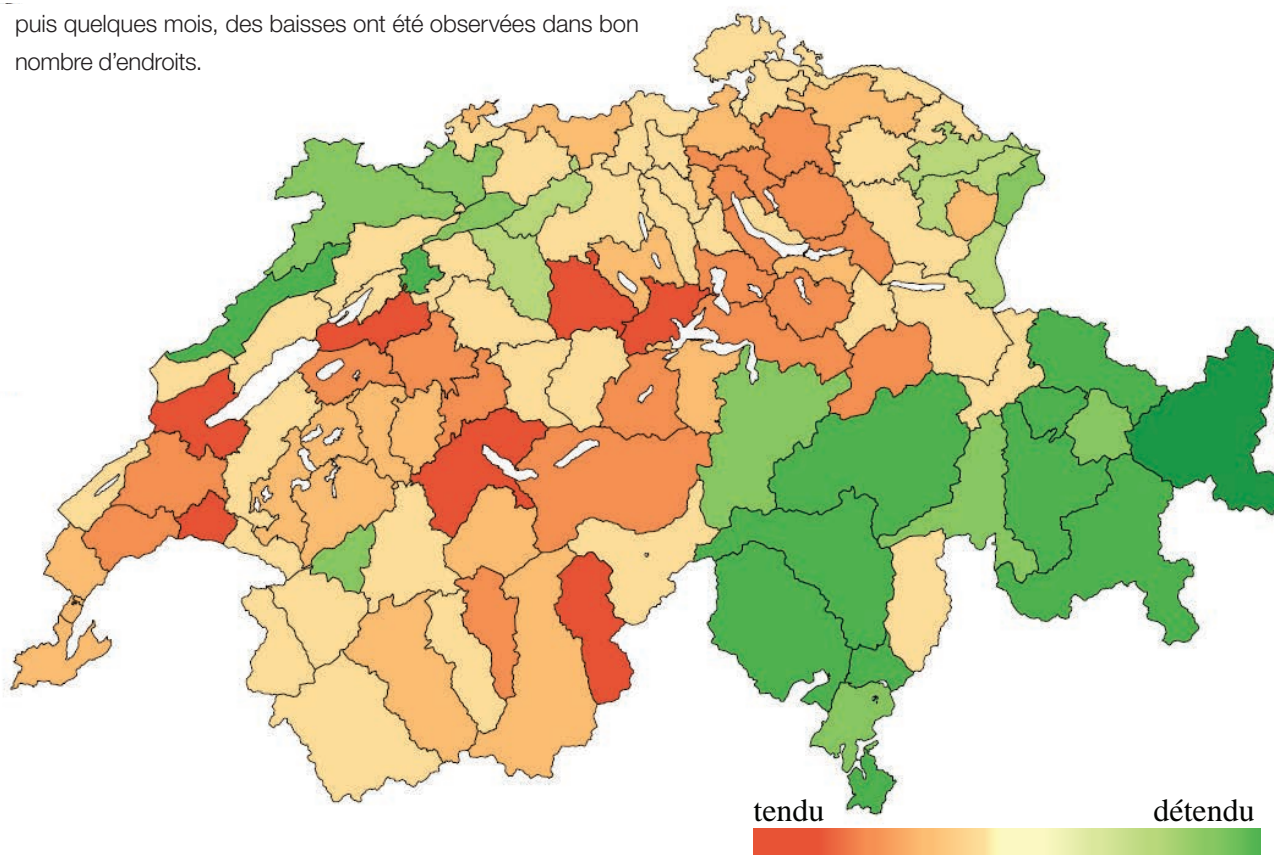 puis quelques mois, des baisses ont été observées dans bon
nombre d'endroits.
tendu
détendu